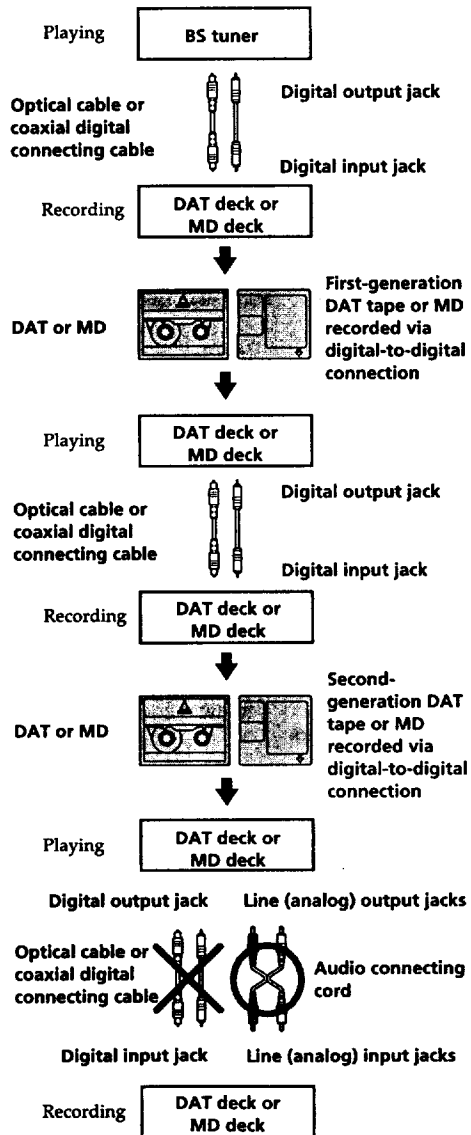 Playing
BS tuner
Optical cable or
coaxial digital
connecting cable
Digital output jack
Digital input jack
Recording
DAT deck or
MD deck
DAT or MD
First-generation
DAT tape or MD
recorded via
digital-to-digital
connection
Playing
DAT deck or
MD deck
Optical cable or
coaxial digital
connecting cable
Digital output jack
Digital input jack
Recording
DAT deck or
MD deck
DAT or MD
Second-
generation DAT
tape or MD
recorded via
digital-to-digital
connection
Playing
DAT deck or
MD deck
Digital output jack
Line (analog) output jacks
Optical cable or
coaxial digital
connecting cable
Audio connecting
cord
Digital input jack
Line (analog) input jacks
Recording
DAT deck or
MD deck